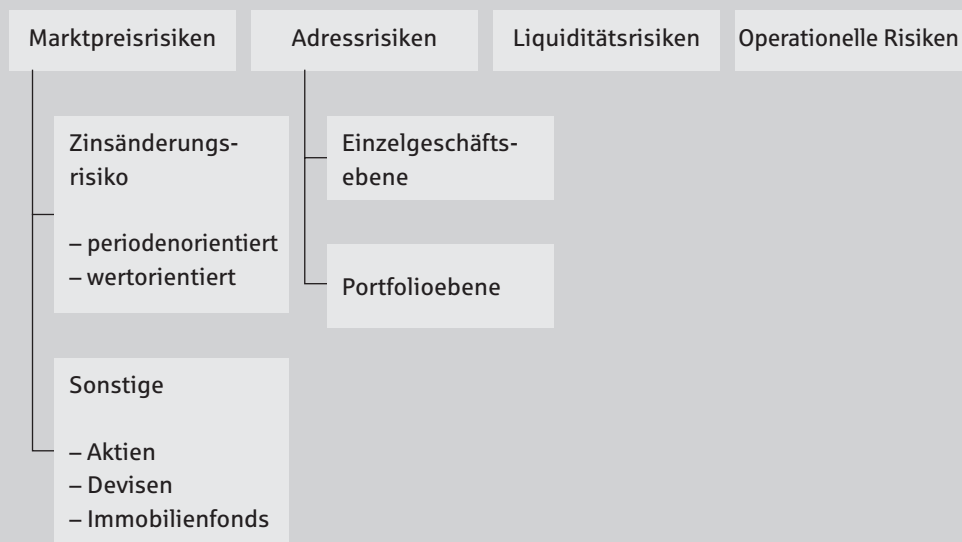 Marktpreisrisiken
Adressrisiken
Liquiditätsrisiken
Operationelle Risiken
Zinsänderungs-
risiko
– periodenorientiert
– wertorientiert
Sonstige
– Aktien
– Devisen
– Immobilienfonds
Einzelgeschäfts-
ebene
Portfolioebene